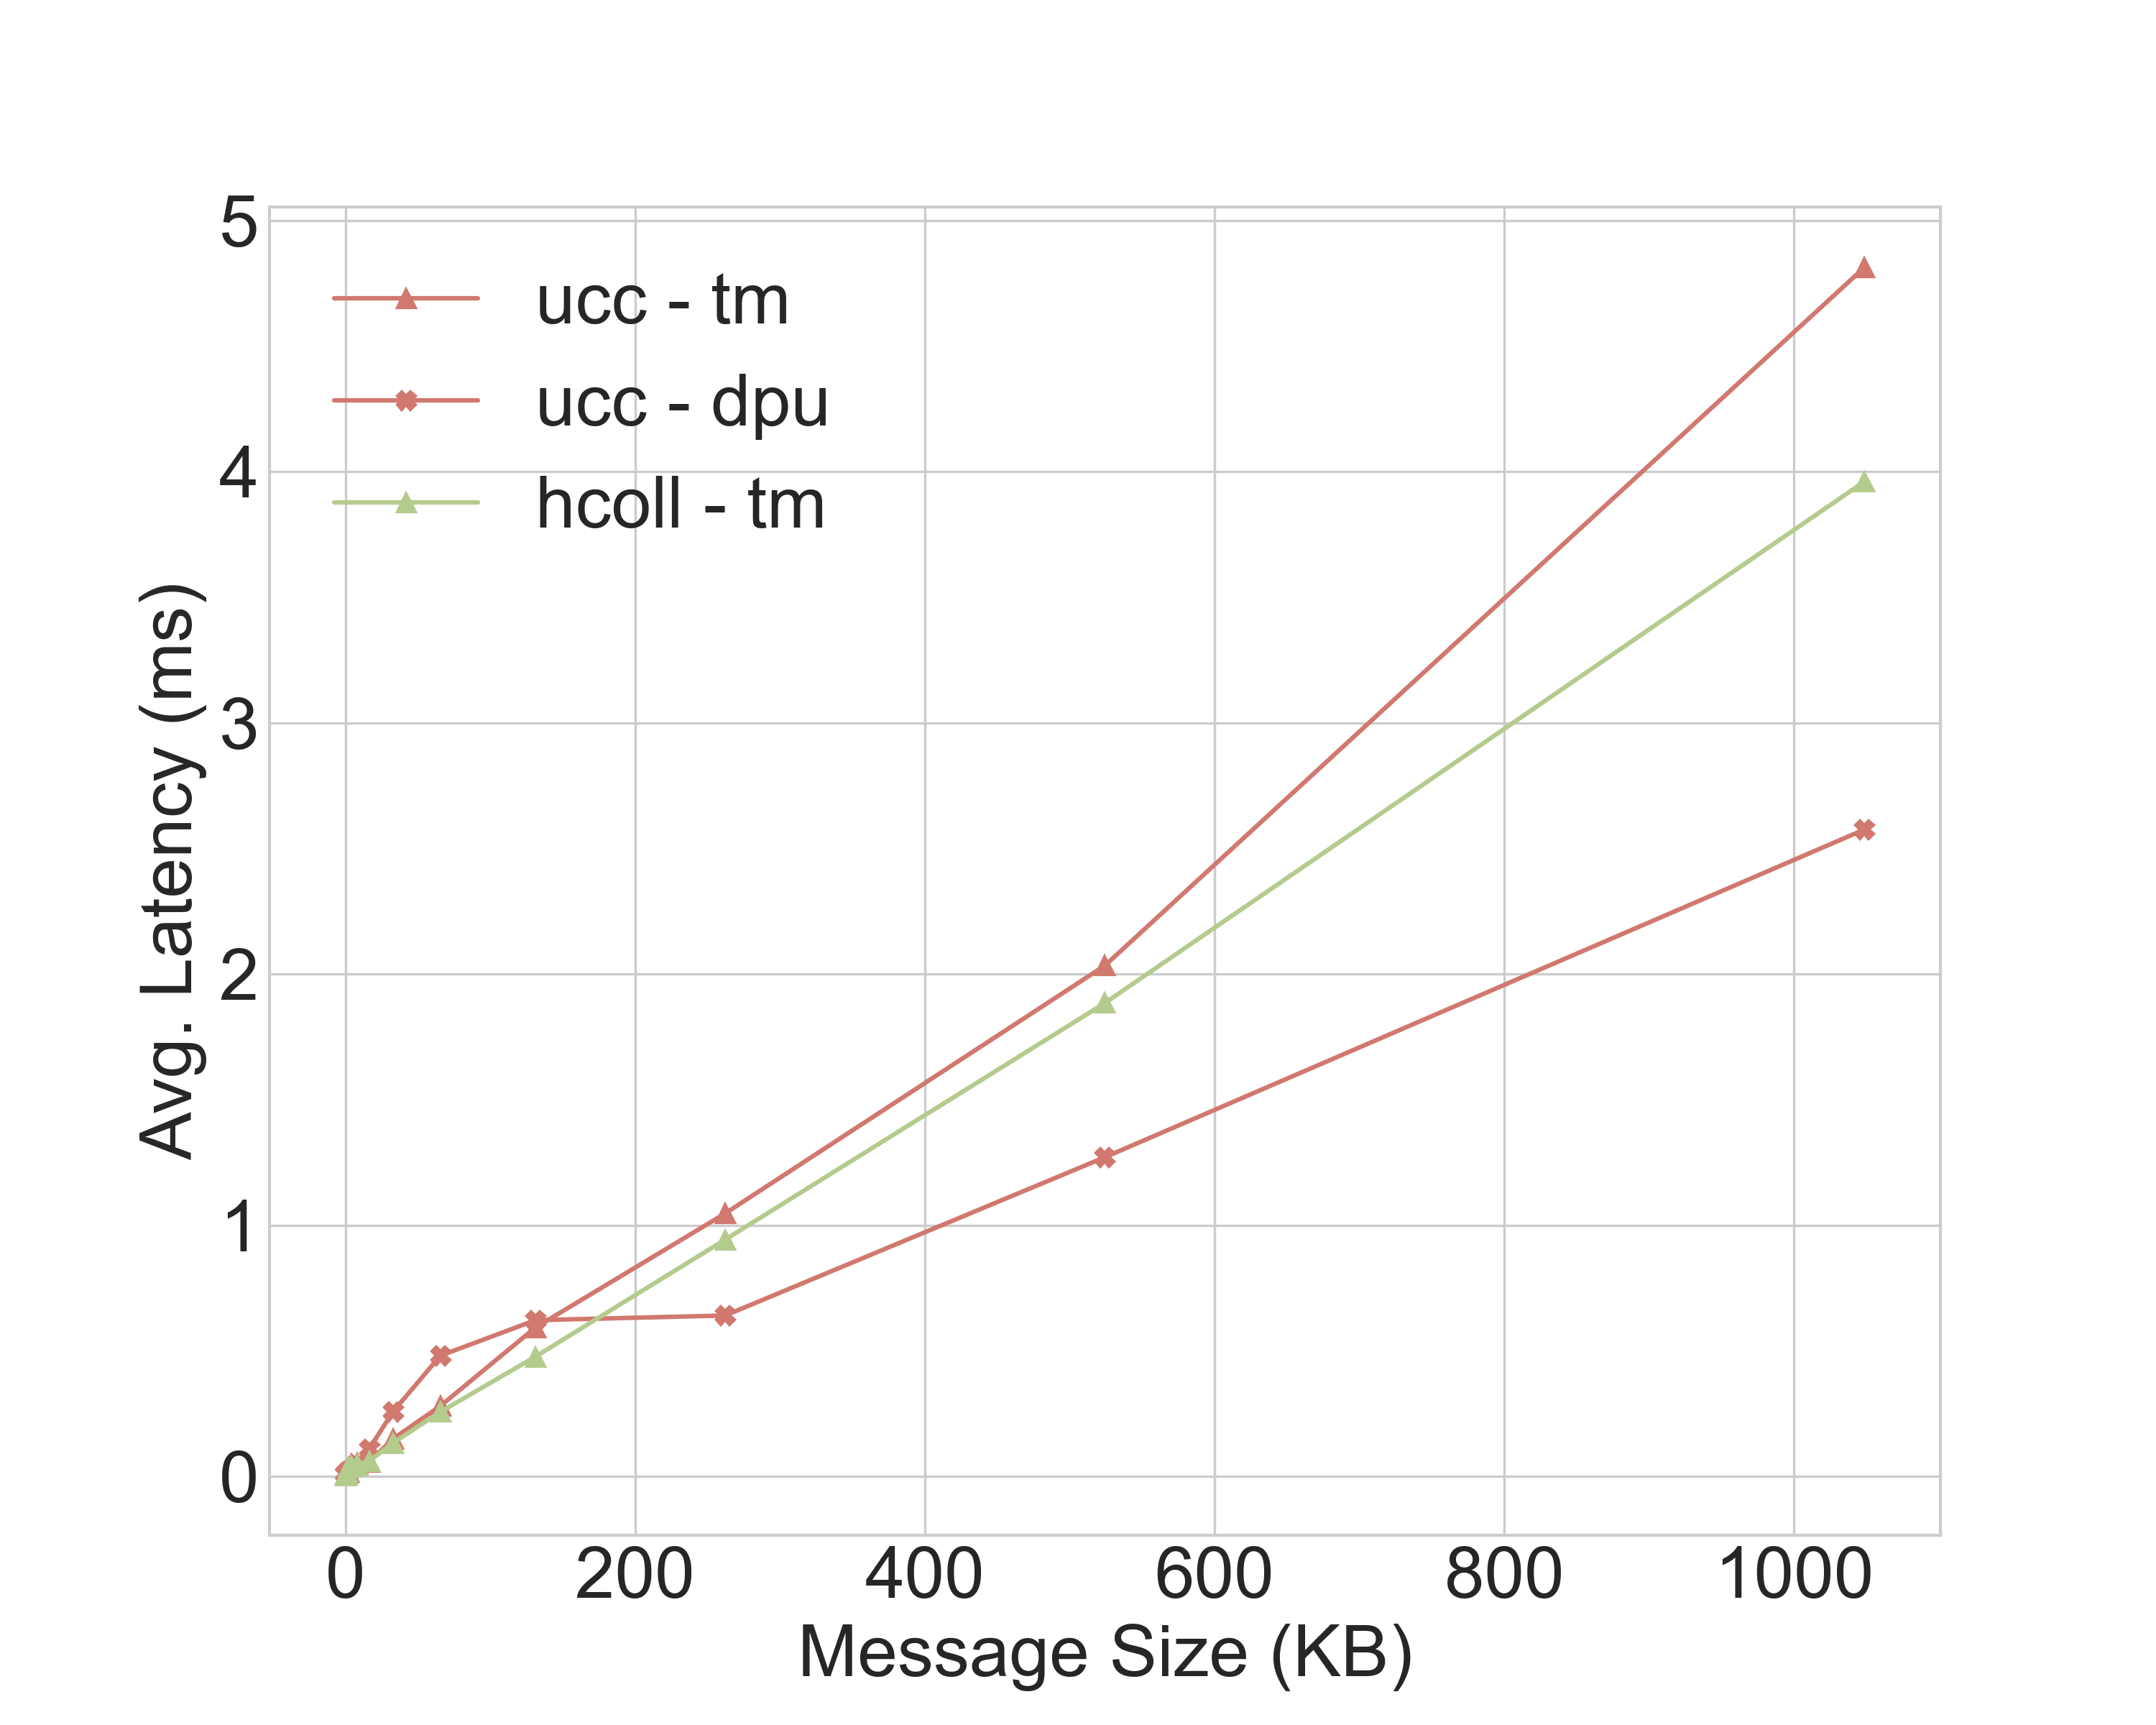 5
4
3
2
1
0
Avg. Latency (ms)
ucc - tm
ucc - dpu
hcoll - tm
0 200 400 600 800 1000
Message Size (KB)